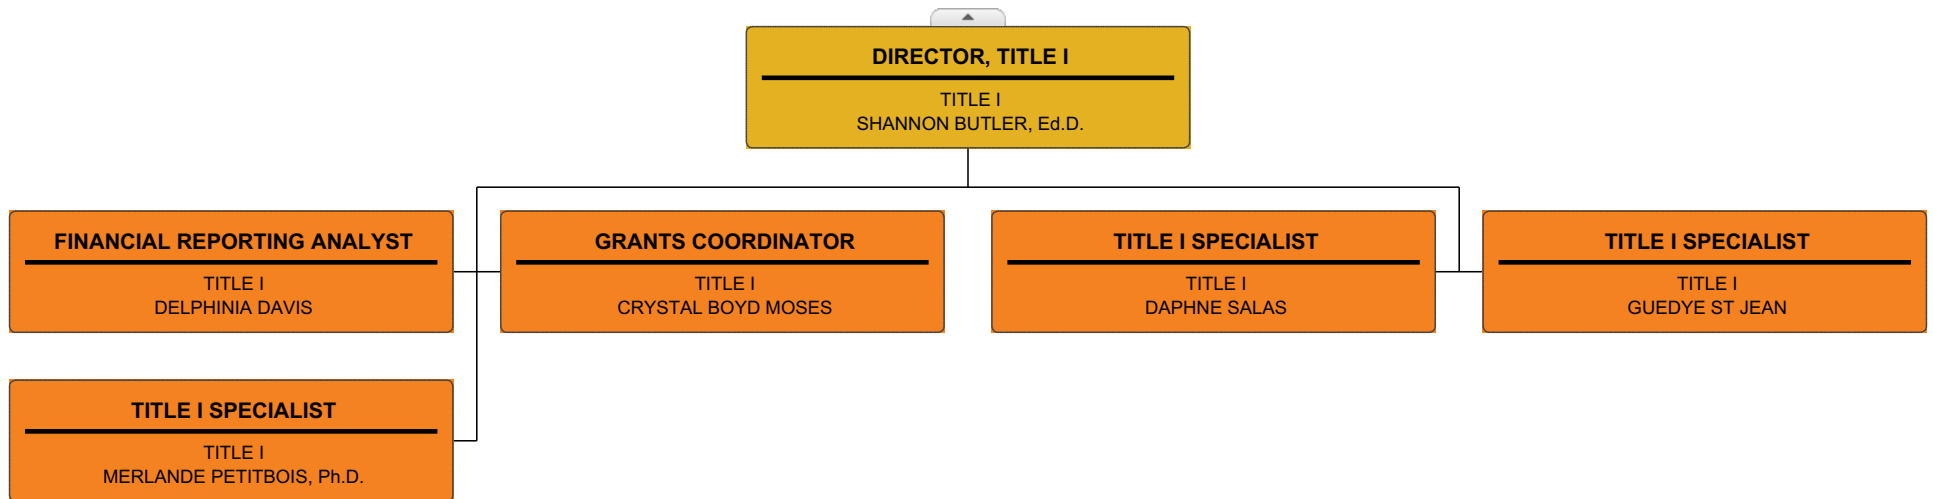 DIRECTOR, TITLE I
TITLE I
SHANNON BUTLER, Ed.D.
FINANCIAL REPORTING ANALYST
TITLE I
DELPHINIA DAVIS
GRANTS COORDINATOR
TITLE I
CRYSTAL BOYD MOSES
TITLE I SPECIALIST
TITLE I
DAPHNE SALAS
TITLE I SPECIALIST
TITLE I
GUEDYE ST JEAN
TITLE I SPECIALIST
TITLE I
MERLANDE PETITBOIS, Ph.D.